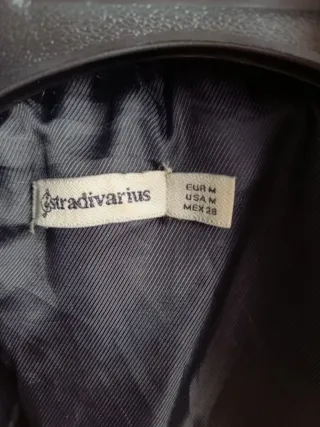 stradivarius
EUR M
USA M
MEX 28